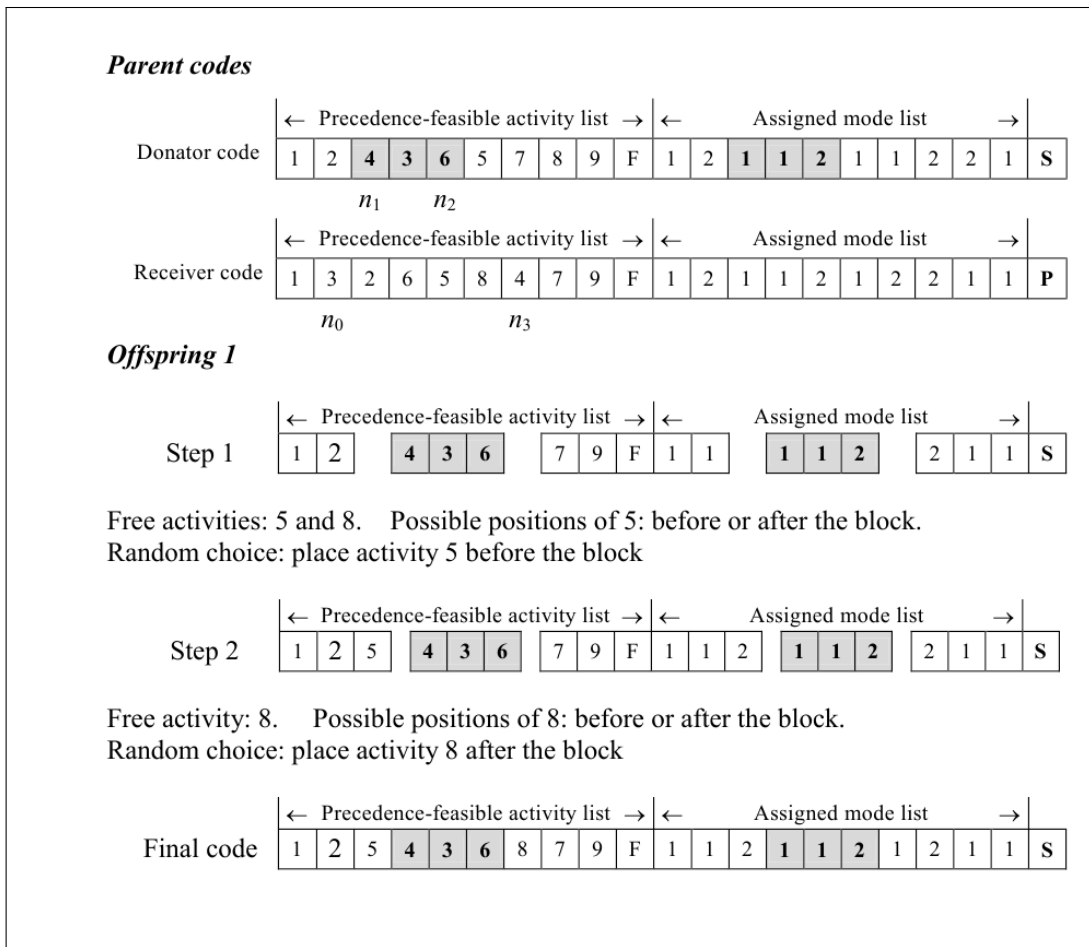 Parent codes
← Precedence-feasible activity list → ← Assigned mode list →
Donator code 1 2 4 3 6 5 7 8 9 F 1 2 1 1 2 1 1 2 2 1 S
n1 n2
← Precedence-feasible activity list → ← Assigned mode list →
Receiver code 1 3 2 6 5 8 4 7 9 F 1 2 1 1 2 1 2 2 1 1 P
n0 n3
Offspring 1
← Precedence-feasible activity list → ← Assigned mode list →
Step 1 1 2 4 3 6 7 9 F 1 1 1 1 2 2 1 1 S
Free activities: 5 and 8. Possible positions of 5: before or after the block.
Random choice: place activity 5 before the block
← Precedence-feasible activity list → ← Assigned mode list →
Step 2 1 2 5 4 3 6 7 9 F 1 1 2 1 1 2 2 1 1 S
Free activity: 8. Possible positions of 8: before or after the block.
Random choice: place activity 8 after the block
← Precedence-feasible activity list → ← Assigned mode list →
Final code 1 2 5 4 3 6 8 7 9 F 1 1 2 1 1 2 1 2 1 1 S